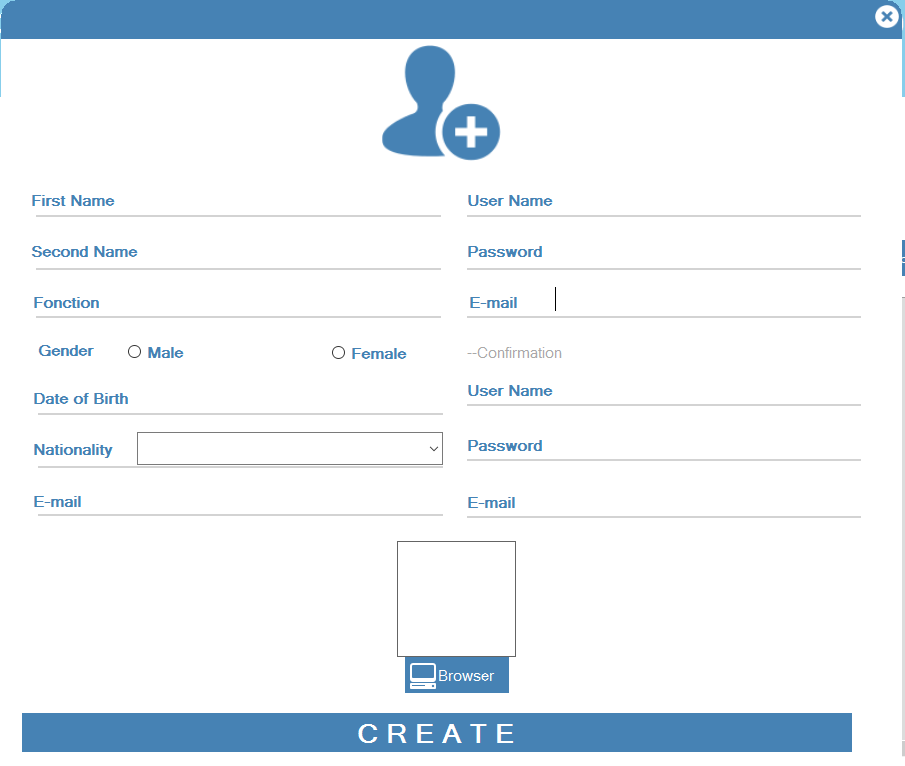 First Name
User Name
Second Name
Password
Fonction
E-mail
Gender
Male
Female
--Confirmation
Date of Birth
User Name
Nationality
Password
E-mail
E-mail
Browser
CREATE